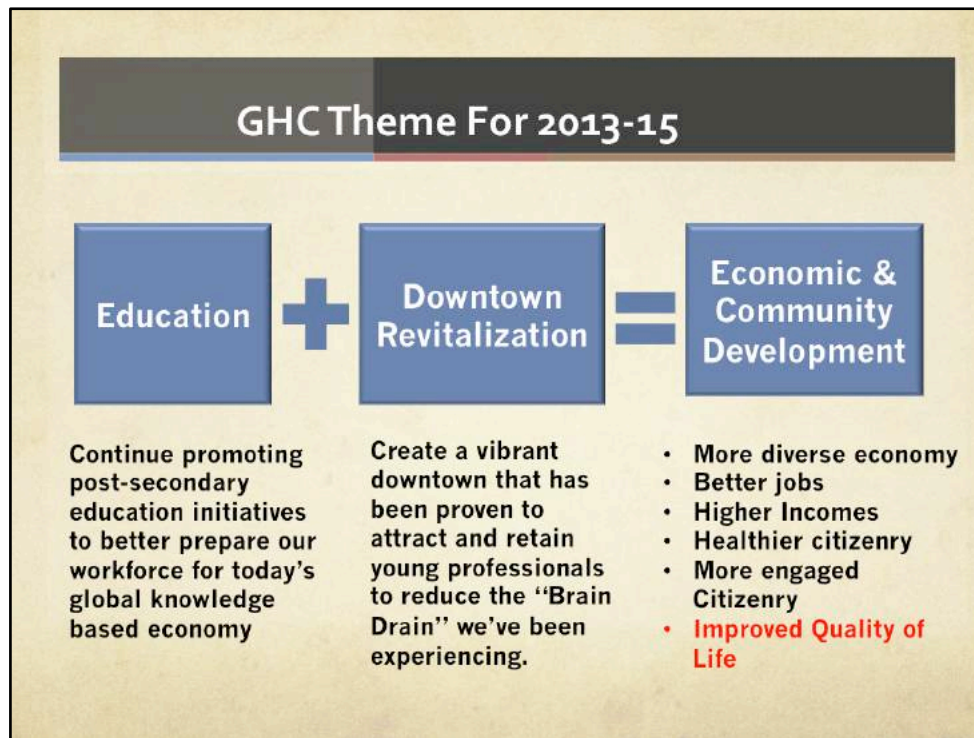 GHC Theme For 2013-15
Education
+
Downtown
Revitalization
=
Economic &
Community
Development
Continue promoting
post-secondary
education initiatives
to better prepare our
workforce for today's
global knowledge
based economy
Create a vibrant
downtown that has
been proven to
attract and retain
young professionals
to reduce the "Brain
Drain" we've been
experiencing.
• More diverse economy
• Better jobs
• Higher Incomes
• Healthier citizenry
• More engaged
Citizenry
• Improved Quality of
Life